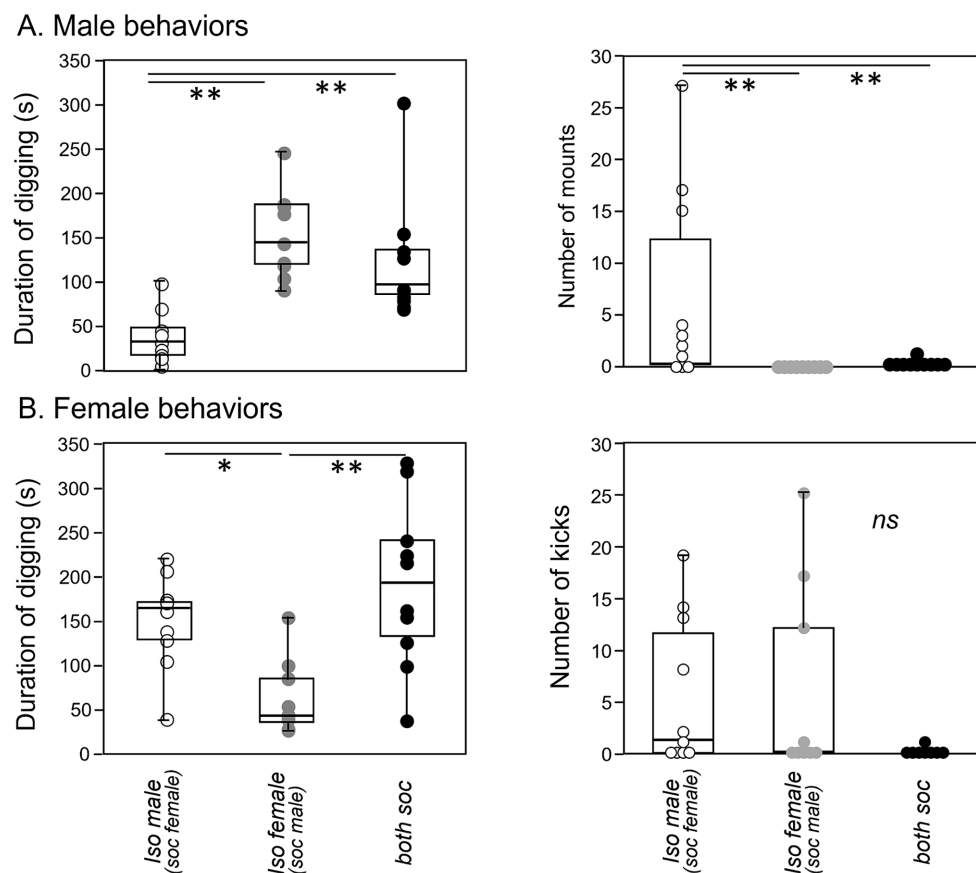 A. Male behaviors
Duration of digging (s)
350
300
250
200
150
100
50
0
**
**
Number of mounts
30
25
20
15
10
5
0
**
**
B. Female behaviors
Duration of digging (s)
350
300
250
200
150
100
50
0
*
**
Number of kicks
30
25
20
15
10
5
0
ns
Iso male
(soc female)
Iso female
(soc male)
both soc
Iso male
(soc female)
Iso female
(soc male)
both soc